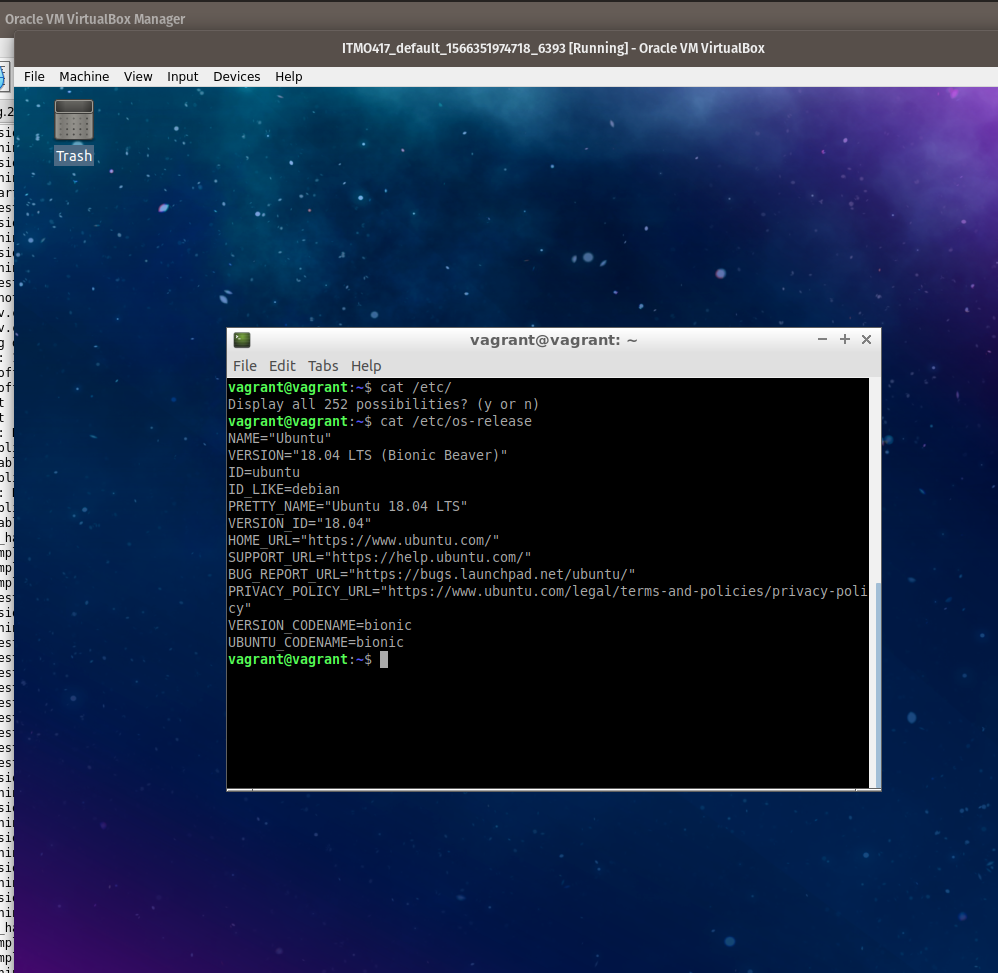 Oracle VM VirtualBox Manager
ITMO417_default_1566351974718_6393 [Running] - Oracle VM VirtualBox
File Machine View Input Devices Help
Trash
vagrant@vagrant: ~
File Edit Tabs Help
vagrant@vagrant:~$ cat /etc/
Display all 252 possibilities? (y or n)
vagrant@vagrant:~$ cat /etc/os-release
NAME="Ubuntu"
VERSION="18.04 LTS (Bionic Beaver)"
ID=ubuntu
ID_LIKE=debian
PRETTY_NAME="Ubuntu 18.04 LTS"
VERSION_ID="18.04"
HOME_URL="https://www.ubuntu.com/"
SUPPORT_URL="https://help.ubuntu.com/"
BUG_REPORT_URL="https://bugs.launchpad.net/ubuntu/"
PRIVACY_POLICY_URL="https://www.ubuntu.com/legal/terms-and-policies/privacy-poli
cy"
VERSION_CODENAME=bionic
UBUNTU_CODENAME=bionic
vagrant@vagrant:~$